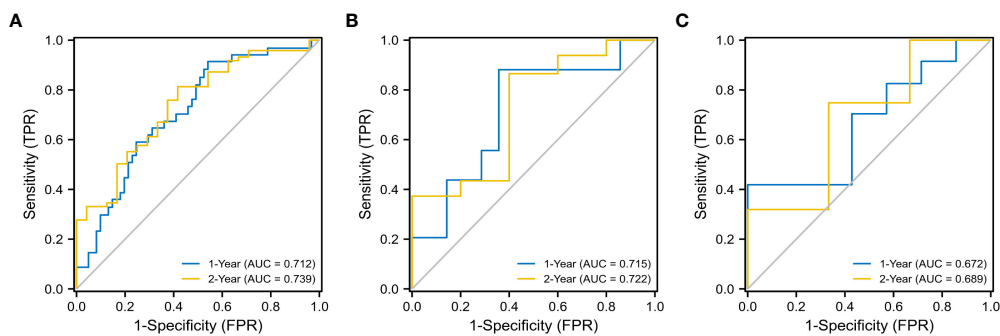 A
Sensitivity (TPR)
1.0
0.8
0.6
0.4
0.2
0.0
1-Year (AUC = 0.712)
2-Year (AUC = 0.739)
0.0 0.2 0.4 0.6 0.8 1.0
1-Specificity (FPR)
B
Sensitivity (TPR)
1.0
0.8
0.6
0.4
0.2
0.0
1-Year (AUC = 0.715)
2-Year (AUC = 0.722)
0.0 0.2 0.4 0.6 0.8 1.0
1-Specificity (FPR)
C
Sensitivity (TPR)
1.0
0.8
0.6
0.4
0.2
0.0
1-Year (AUC = 0.672)
2-Year (AUC = 0.689)
0.0 0.2 0.4 0.6 0.8 1.0
1-Specificity (FPR)